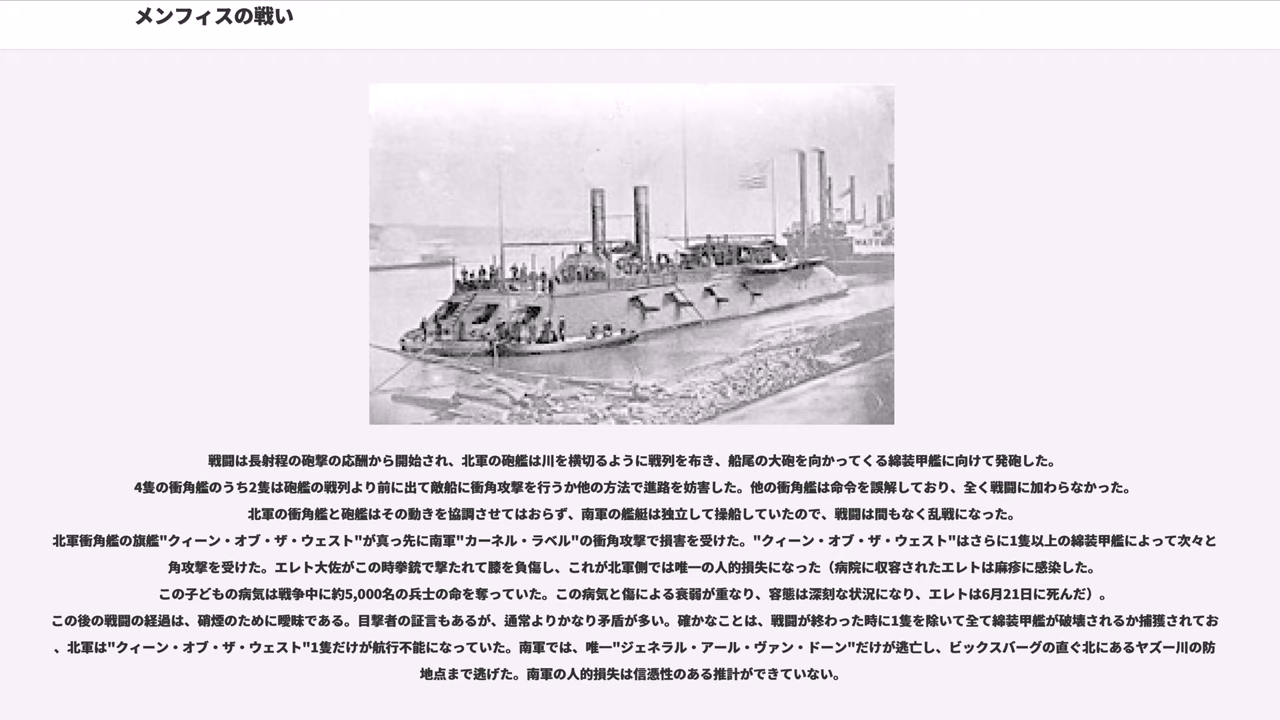 メンフィスの戦い
戦闘は長射程の砲撃の応酬から開始され、北軍の砲艦は川を横切るように戦列を布き、船尾の大砲を向かってくる綿装甲艦に向けて発砲した。
4隻の衝角艦のうち2隻は砲艦の戦列より前に出て敵船に衝角攻撃を行うか他の方法で進路を妨害した。他の衝角艦は命令を誤解しており、全く戦闘に加わらなかった。
北軍の衝角艦と砲艦はその動きを協調させてはおらず、南軍の艦艇は独立して操船していたので、戦闘は間もなく乱戦になった。
北軍衝角艦の旗艦"クィーン・オブ・ザ・ウェスト"が真っ先に南軍"カーネル・ラベル"の衝角攻撃で損害を受けた。"クィーン・オブ・ザ・ウェスト"はさらに1隻以上の綿装甲艦によって次々と
角攻撃を受けた。エレト大佐がこの時拳銃で撃たれて膝を負傷し、これが北軍側では唯一の人的損失になった（病院に収容されたエレトは麻疹に感染した。
この子どもの病気は戦争中に約5,000名の兵士の命を奪っていた。この病気と傷による衰弱が重なり、容態は深刻な状況になり、エレトは6月21日に死んだ）。
この後の戦闘の経過は、硝煙のために曖昧である。目撃者の証言もあるが、通常よりかなり矛盾が多い。確かなことは、戦闘が終わった時に1隻を除いて全て綿装甲艦が破壊されるか捕獲されてお
、北軍は"クィーン・オブ・ザ・ウェスト"1隻だけが航行不能になっていた。南軍では、唯一"ジェネラル・アール・ヴァン・ドーン"だけが逃亡し、ビックスバーグの直ぐ北にあるヤズー川の防
地点まで逃げた。南軍の人的損失は信憑性のある推計ができていない。